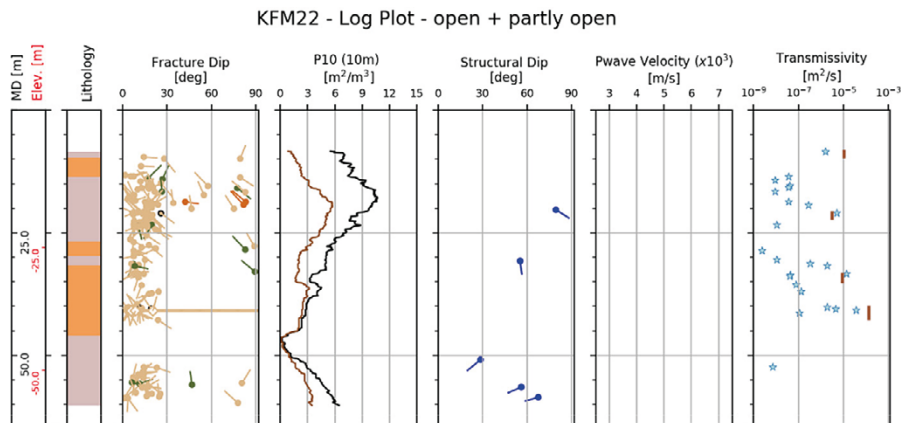 KFM22 - Log Plot - open + partly open
MD [m]
Elev. [m]
Lithology
Fracture Dip
[deg]
P10 (10m)
[m²/m³]
Structural Dip
[deg]
Pwave Velocity (x10³)
[m/s]
Transmissivity
[m²/s]
0 30 60 90
0 3 6 9 12 15
0 30 60 90
3 4 5 6 7
10⁻⁹ 10⁻⁷ 10⁻⁵ 10⁻³
25.0
-25.0
50.0
-50.0